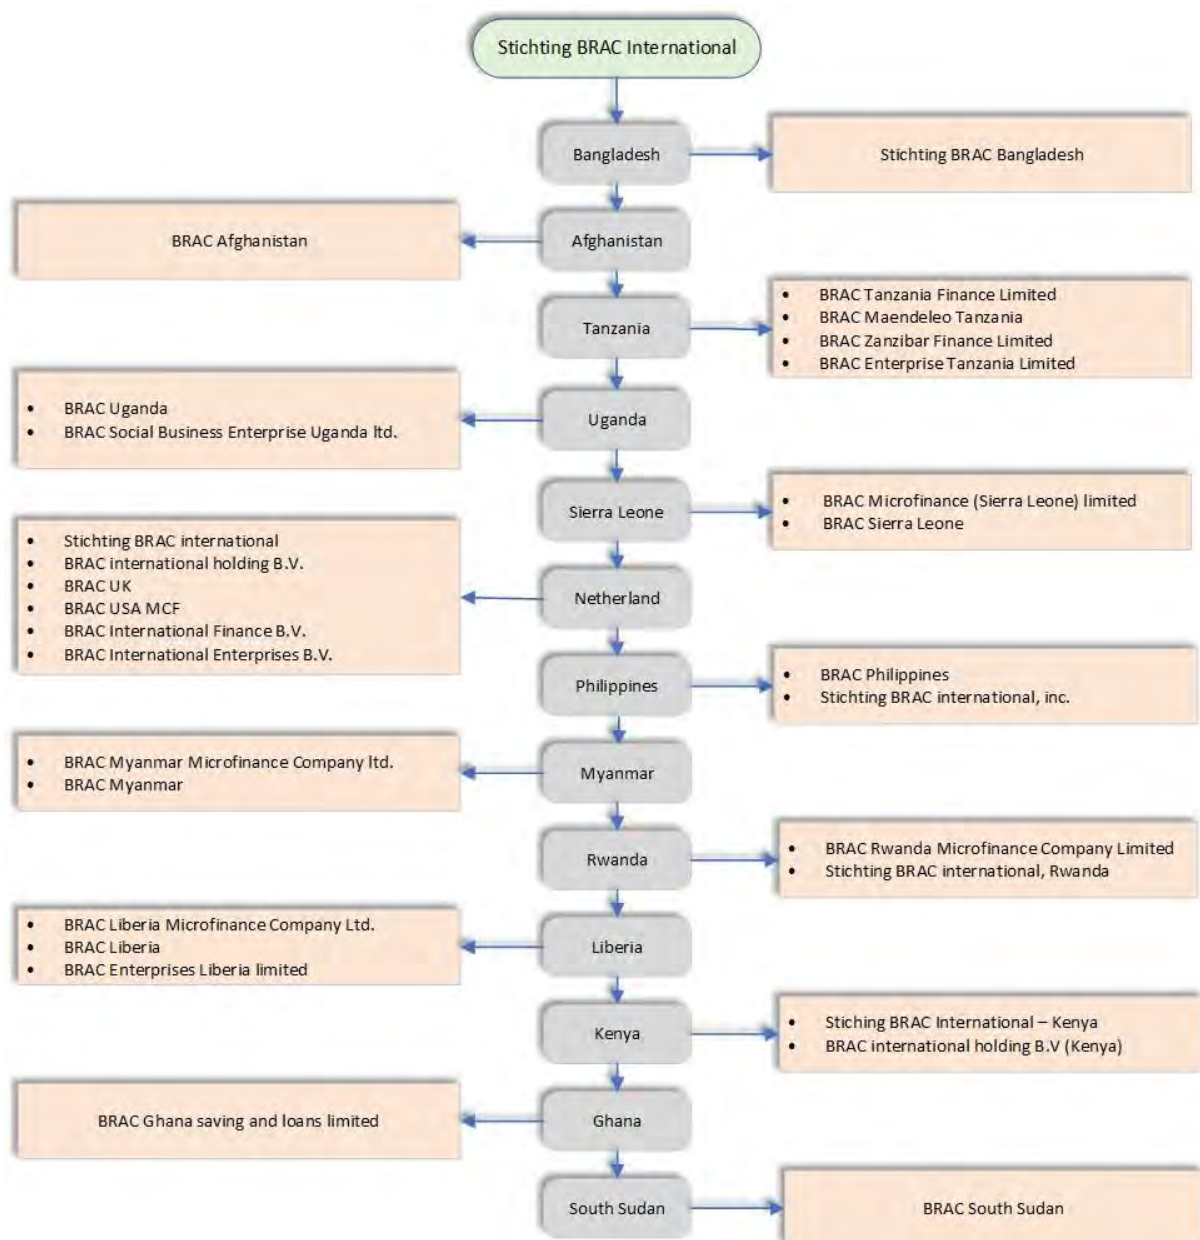 Stichting BRAC International
Bangladesh
Stichting BRAC Bangladesh
Afghanistan
BRAC Afghanistan
Tanzania
• BRAC Tanzania Finance Limited
• BRAC Maendeleo Tanzania
• BRAC Zanzibar Finance Limited
• BRAC Enterprise Tanzania Limited
Uganda
• BRAC Uganda
• BRAC Social Business Enterprise Uganda ltd.
Sierra Leone
• BRAC Microfinance (Sierra Leone) limited
• BRAC Sierra Leone
Netherland
• Stichting BRAC international
• BRAC international holding B.V.
• BRAC UK
• BRAC USA MCF
• BRAC International Finance B.V.
• BRAC International Enterprises B.V.
Philippines
• BRAC Philippines
• Stichting BRAC international, inc.
Myanmar
• BRAC Myanmar Microfinance Company ltd.
• BRAC Myanmar
Rwanda
• BRAC Rwanda Microfinance Company Limited
• Stichting BRAC international, Rwanda
Liberia
• BRAC Liberia Microfinance Company Ltd.
• BRAC Liberia
• BRAC Enterprises Liberia limited
Kenya
• Stiching BRAC International – Kenya
• BRAC international holding B.V (Kenya)
Ghana
BRAC Ghana saving and loans limited
South Sudan
BRAC South Sudan